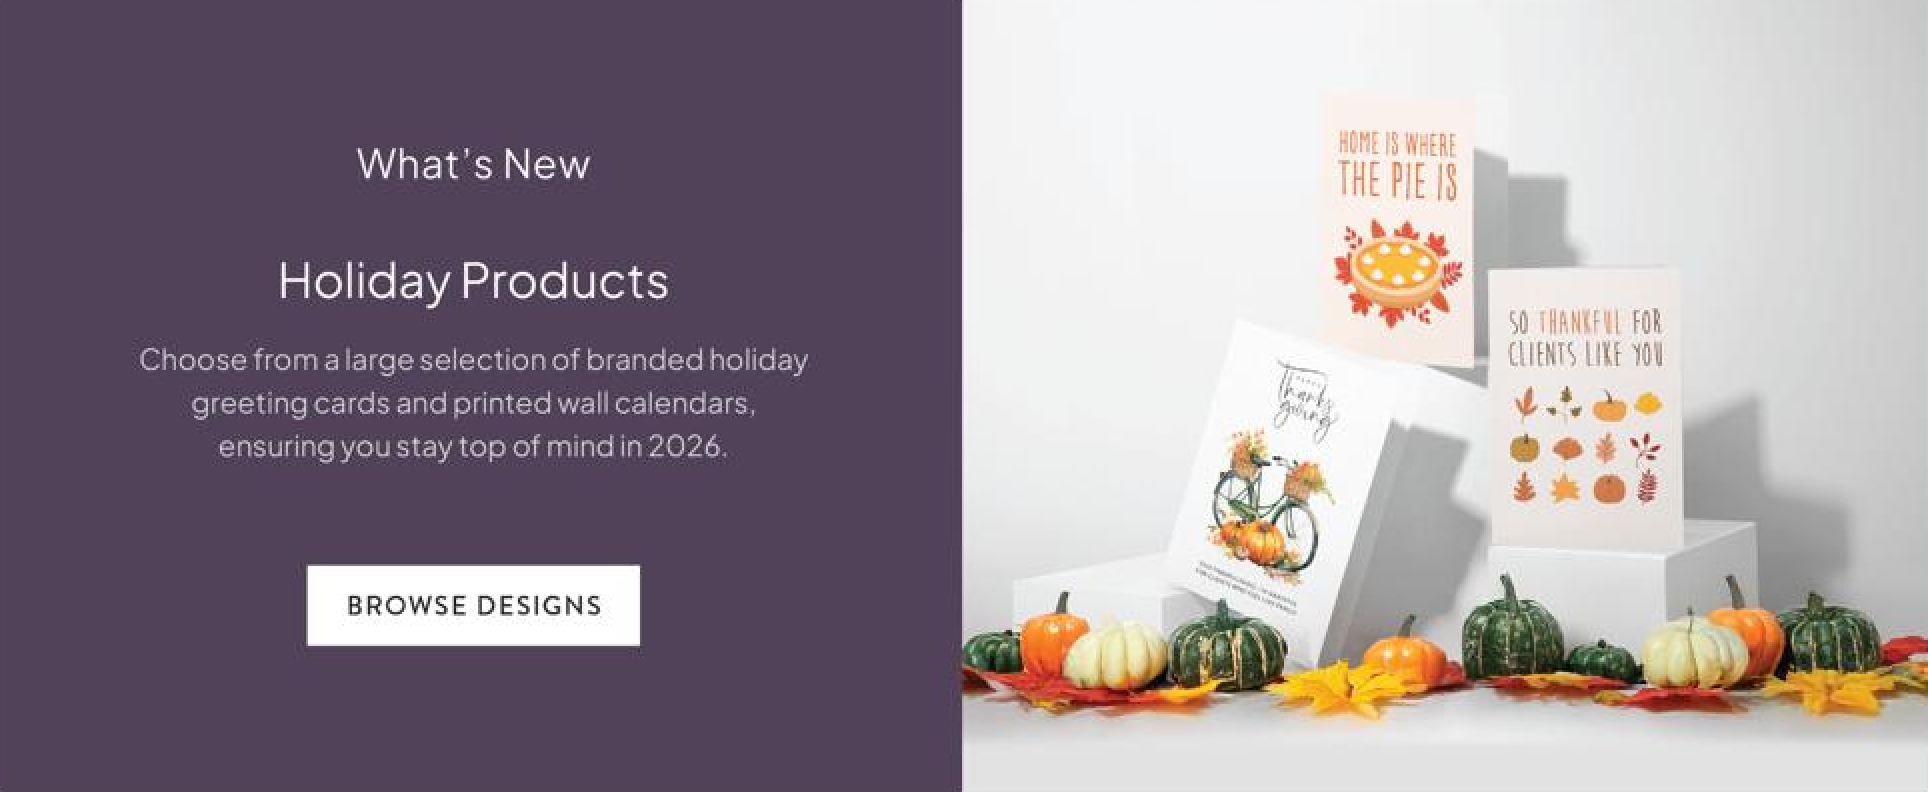 What's New
Holiday Products
Choose from a large selection of branded holiday
greeting cards and printed wall calendars,
ensuring you stay top of mind in 2026.
BROWSE DESIGNS
HOME IS WHERE
THE PIE IS
SO THANKFUL FOR
CLIENTS LIKE YOU
Thanks
giving